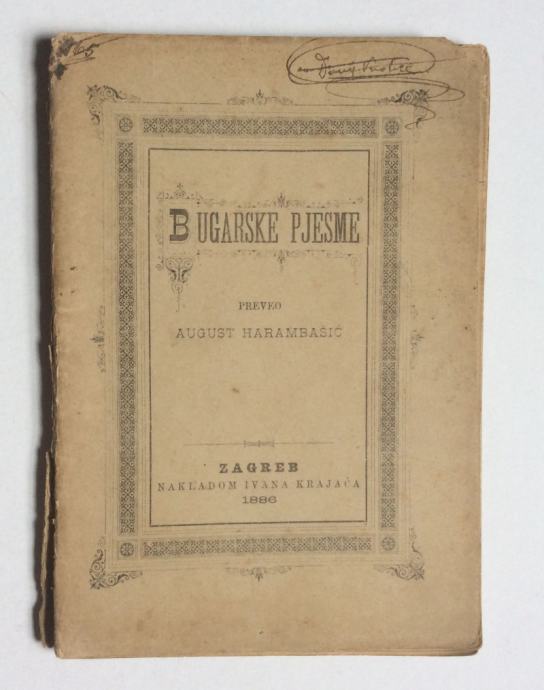 BUGARSKE PJESME
PREVEO
AUGUST HARAMBAŠIĆ
ZAGREB
NAKLADOM IVANA KRAJAČA
1886